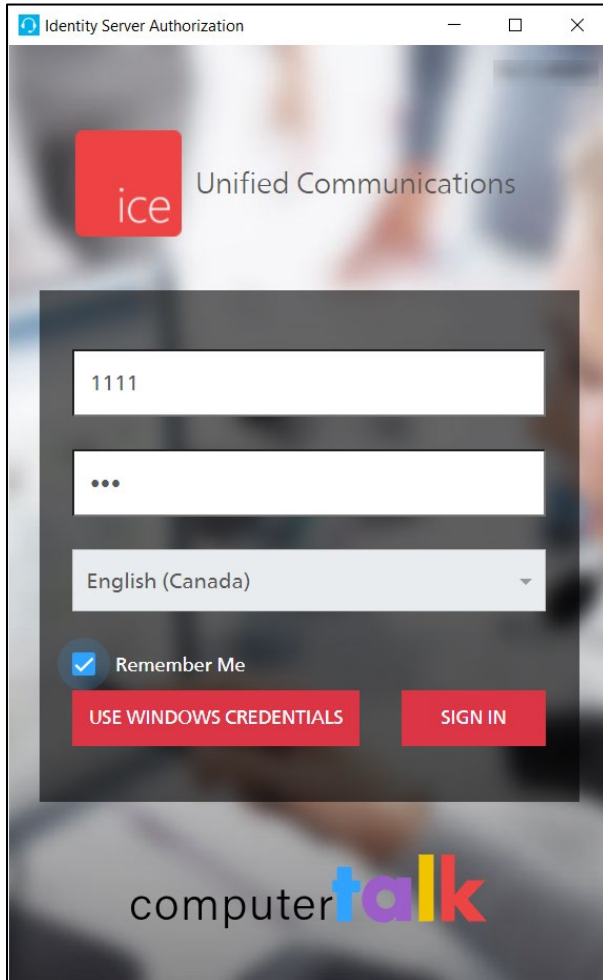 Identity Server Authorization
ice
Unified Communications
1111
•••
English (Canada)
Remember Me
USE WINDOWS CREDENTIALS
SIGN IN
computertalk